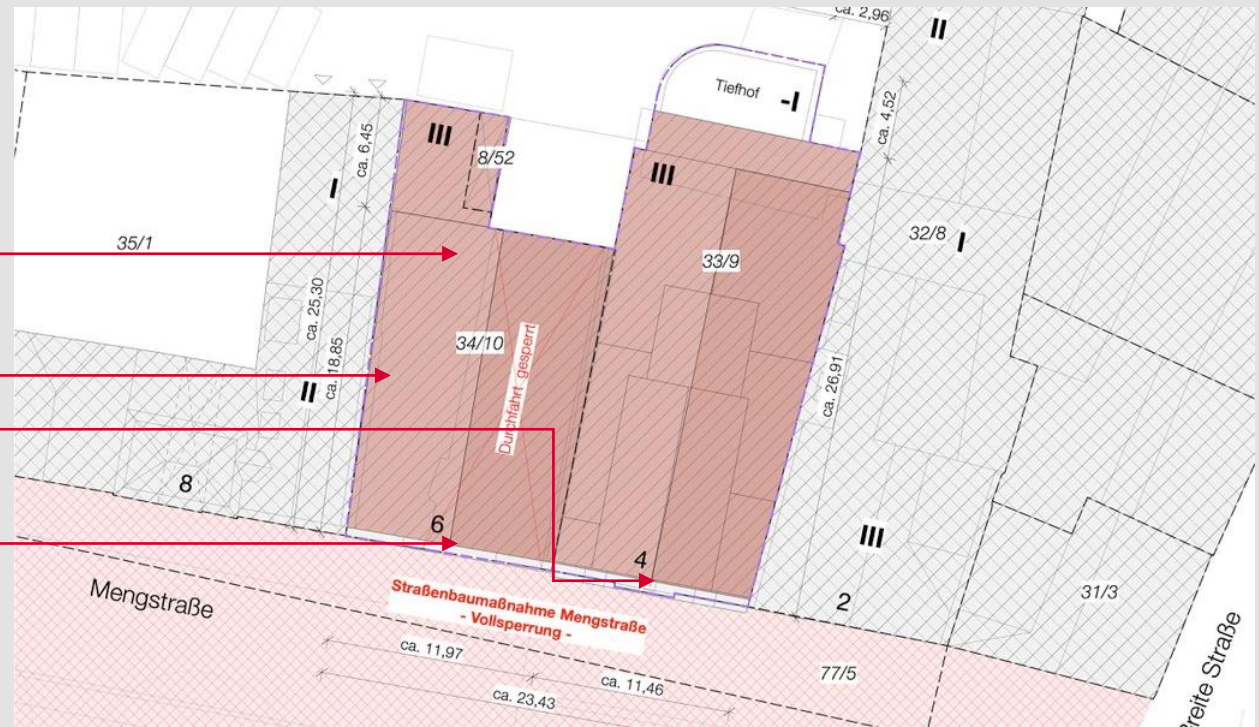 ca. 2,96
II
Tiefhof -I
ca. 4,52
III
8/52
ca. 6,45
I
III
35/1
33/9
32/8 I
ca. 25,30
34/10
Durchfahrt gesperrt
ca. 18,85
II
ca. 26,91
8
6
4
III
2
31/3
Mengstraße
Straßenbaumaßnahme Mengstraße
- Vollsperrung -
ca. 11,97
ca. 11,46
ca. 23,43
77/5
Breite Straße